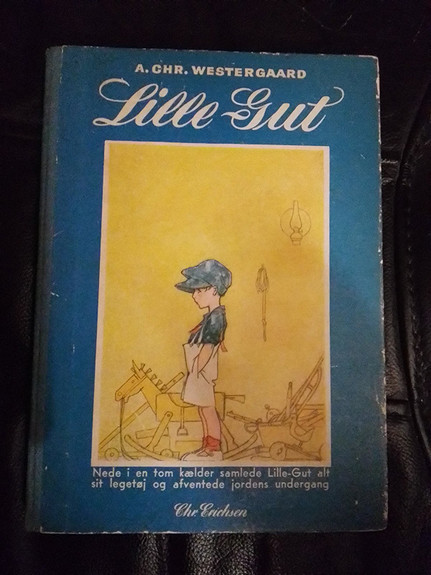 A. CHR. WESTERGAARD
Lille-Gut
Nede i en tom kælder samlede Lille-Gut alt
sit legetøj og afventede jordens undergang
Chr. Erichsen